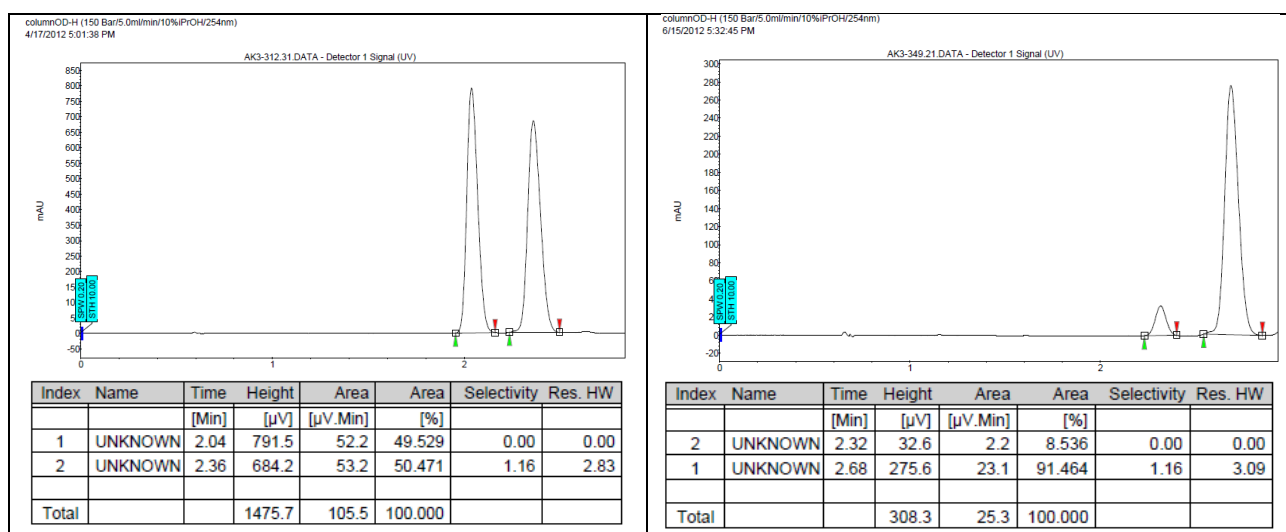 columnOD-H (150 Bar/5.0ml/min/10%iPrOH/254nm)
4/17/2012 5:01:38 PM
AK3-312.31.DATA - Detector 1 Signal (UV)
850
800
750
700
650
600
550
500
450
400
350
300
250
200
150
100
50
0
-50
mAU
SPW 0.20
STH 10.00
0 1 2
Index Name Time Height Area Area Selectivity Res. HW
[Min] [µV] [µV.Min] [%]
1 UNKNOWN 2.04 791.5 52.2 49.529 0.00 0.00
2 UNKNOWN 2.36 684.2 53.2 50.471 1.16 2.83
Total 1475.7 105.5 100.000
columnOD-H (150 Bar/5.0ml/min/10%iPrOH/254nm)
6/15/2012 5:32:45 PM
AK3-349.21.DATA - Detector 1 Signal (UV)
300
280
260
240
220
200
180
160
140
120
100
80
60
40
20
0
-20
mAU
SPW 0.20
STH 10.00
0 1 2
Index Name Time Height Area Area Selectivity Res. HW
[Min] [µV] [µV.Min] [%]
2 UNKNOWN 2.32 32.6 2.2 8.536 0.00 0.00
1 UNKNOWN 2.68 275.6 23.1 91.464 1.16 3.09
Total 308.3 25.3 100.000